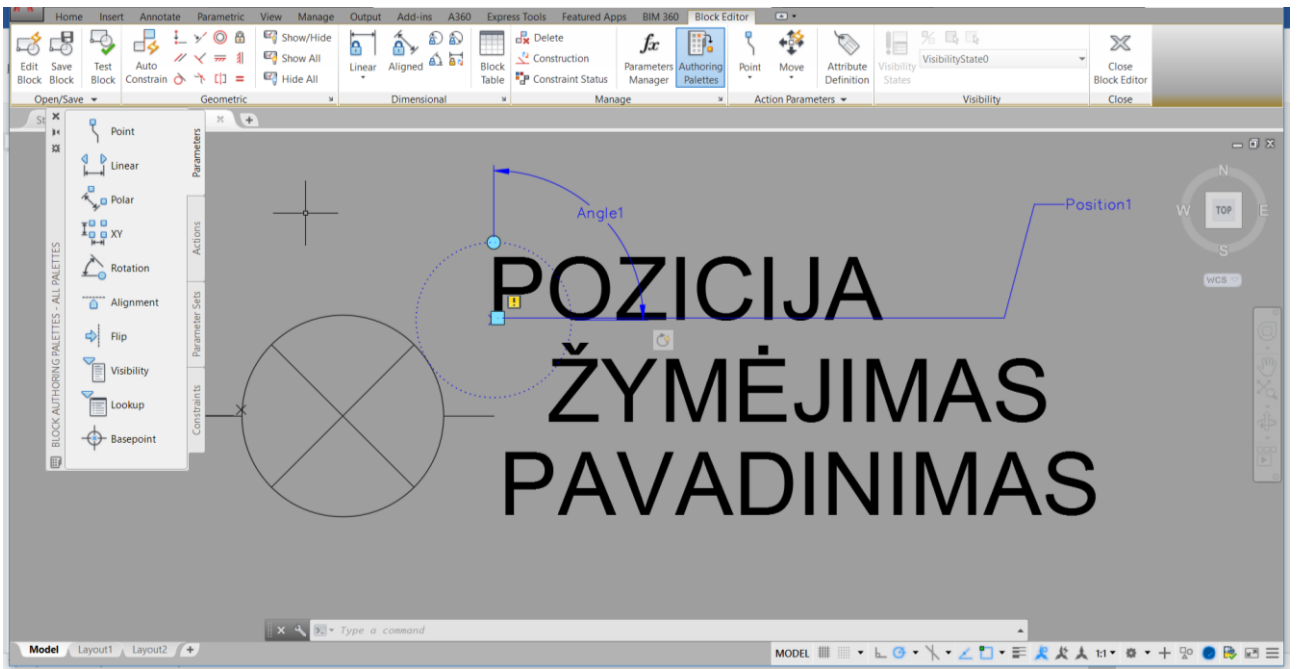 Home Insert Annotate Parametric View Manage Output Add-ins A360 Express Tools Featured Apps BIM 360 Block Editor
Edit Block
Save Block
Test Block
Auto Constrain
Show/Hide
Show All
Hide All
Linear
Aligned
Block Table
Delete
Construction
Constraint Status
Parameters Manager
Authoring Palettes
Point
Move
Attribute Definition
Visibility States
VisibilityState0
Close Block Editor
Open/Save Geometric Dimensional Manage Action Parameters Visibility Close
BLOCK AUTHORING PALETTES - ALL PALETTES
Point
Linear
Polar
XY
Rotation
Alignment
Flip
Visibility
Lookup
Basepoint
Parameters
Actions
Parameter Sets
Constraints
Angle1
Position1
POZICIJA
ŽYMĖJIMAS
PAVADINIMAS
N
W TOP E
S
WCS
Type a command
Model Layout1 Layout2 +
MODEL 1:1